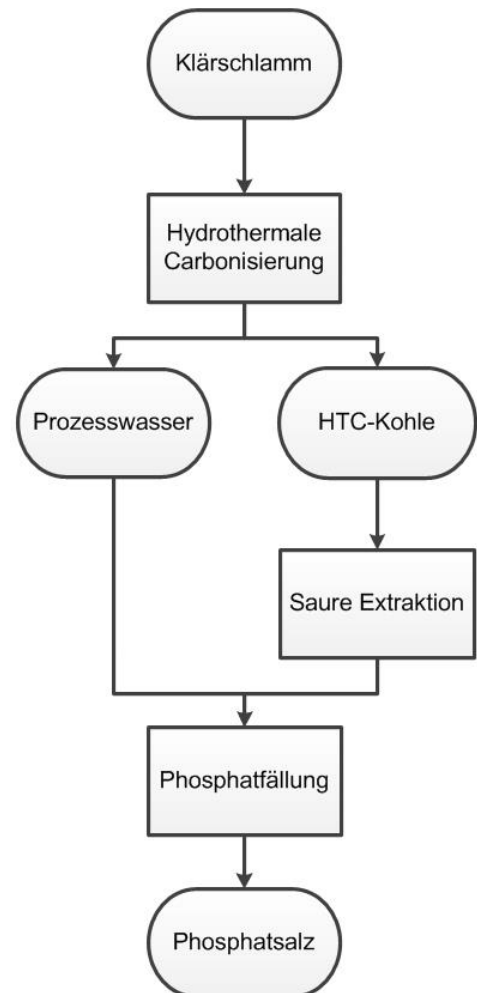 Klärschlamm
Hydrothermale
Carbonisierung
Prozesswasser
HTC-Kohle
Saure Extraktion
Phosphatfällung
Phosphatsalz